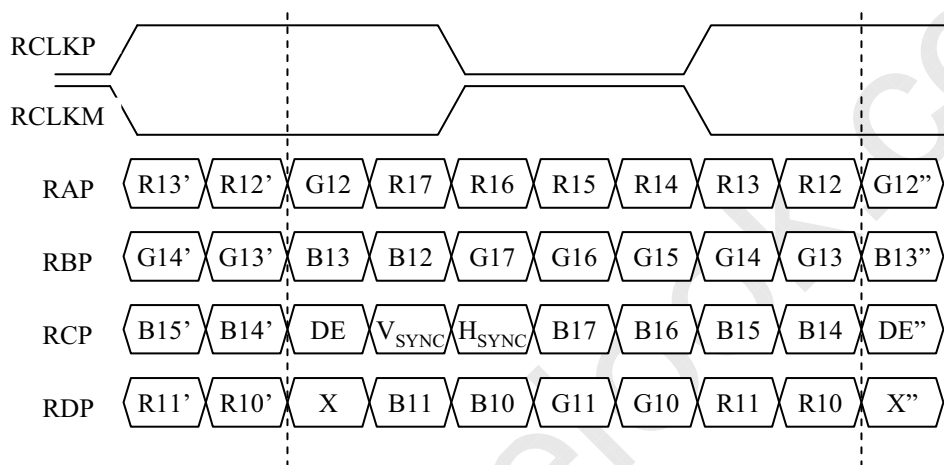 RCLKP
RCLKM
RAP R13’ R12’ G12 R17 R16 R15 R14 R13 R12 G12”
RBP G14’ G13’ B13 B12 G17 G16 G15 G14 G13 B13”
RCP B15’ B14’ DE VSYNC HSYNC B17 B16 B15 B14 DE”
RDP R11’ R10’ X B11 B10 G11 G10 R11 R10 X”